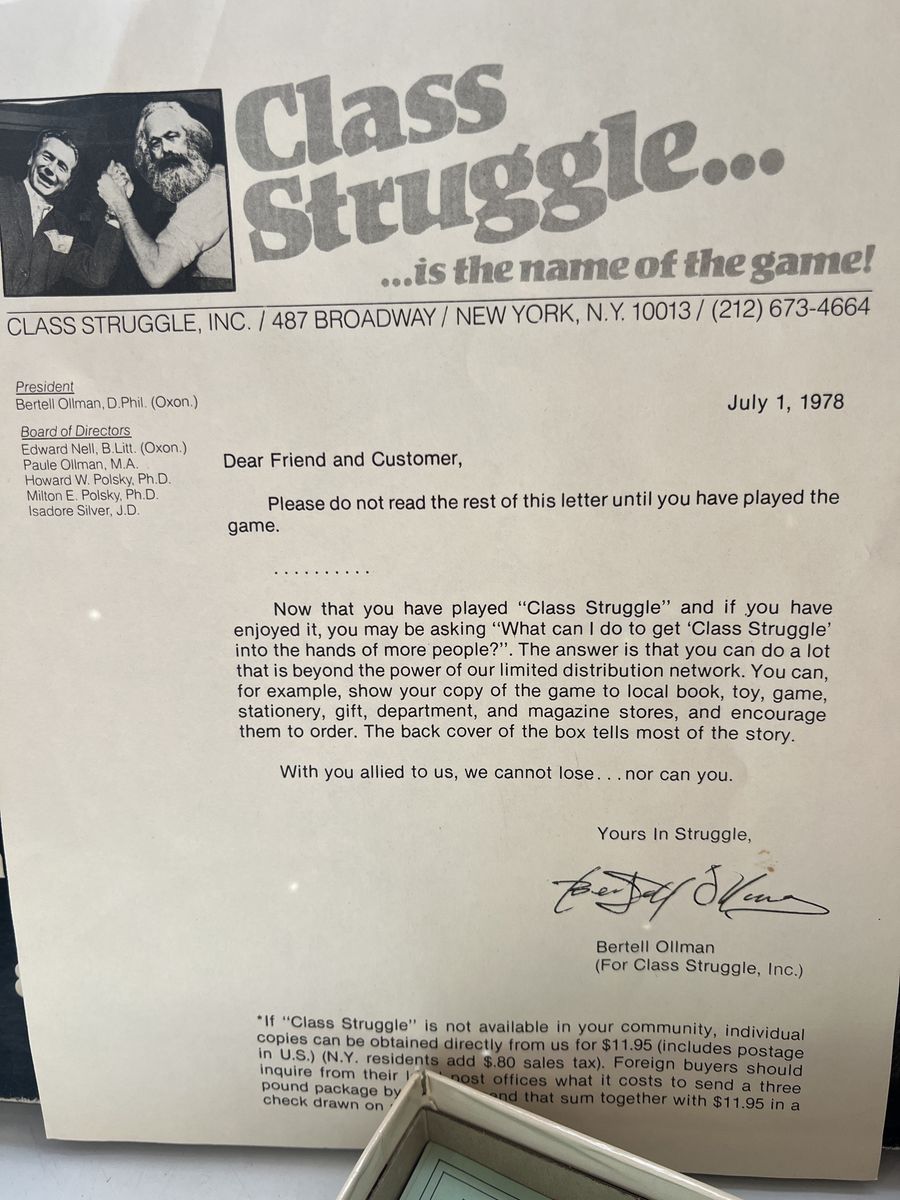 Class
Struggle...
...is the name of the game!
CLASS STRUGGLE, INC. / 487 BROADWAY / NEW YORK, N.Y. 10013 / (212) 673-4664
President
Bertell Ollman, D.Phil. (Oxon.)
Board of Directors
Edward Nell, B.Litt. (Oxon.)
Paule Ollman, M.A.
Howard W. Polsky, Ph.D.
Milton E. Polsky, Ph.D.
Isadore Silver, J.D.
July 1, 1978
Dear Friend and Customer,
Please do not read the rest of this letter until you have played the
game.
..........
Now that you have played “Class Struggle” and if you have
enjoyed it, you may be asking “What can I do to get ‘Class Struggle’
into the hands of more people?”. The answer is that you can do a lot
that is beyond the power of our limited distribution network. You can,
for example, show your copy of the game to local book, toy, game,
stationery, gift, department, and magazine stores, and encourage
them to order. The back cover of the box tells most of the story.
With you allied to us, we cannot lose...nor can you.
Yours In Struggle,
Bertell Ollman
Bertell Ollman
(For Class Struggle, Inc.)
*If “Class Struggle” is not available in your community, individual
copies can be obtained directly from us for $11.95 (includes postage
in U.S.) (N.Y. residents add $.80 sales tax). Foreign buyers should
inquire from their post offices what it costs to send a three
pound package by and that sum together with $11.95 in a
check drawn on